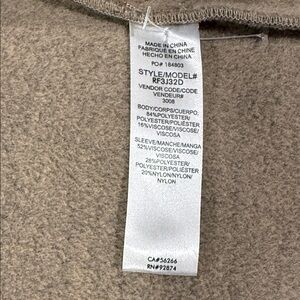 MADE IN CHINA
FABRIQUÉ EN CHINE
HECHO EN CHINA
PO# 184803
STYLE/MODEL#
RF3J32D
VENDOR CODE/CODE
VENDEUR#
3008
BODY/CORPS/CUERPO:
84%POLYESTER/
POLYESTER/POLIÉSTER
16%VISCOSE/VISCOSE/
VISCOSA
SLEEVE/MANCHE/MANGA
52%VISCOSE/VISCOSE/
VISCOSA
28%POLYESTER/
POLYESTER/POLIÉSTER
20%NYLON/NYLON/
NYLON
CA#56266
RN#92874